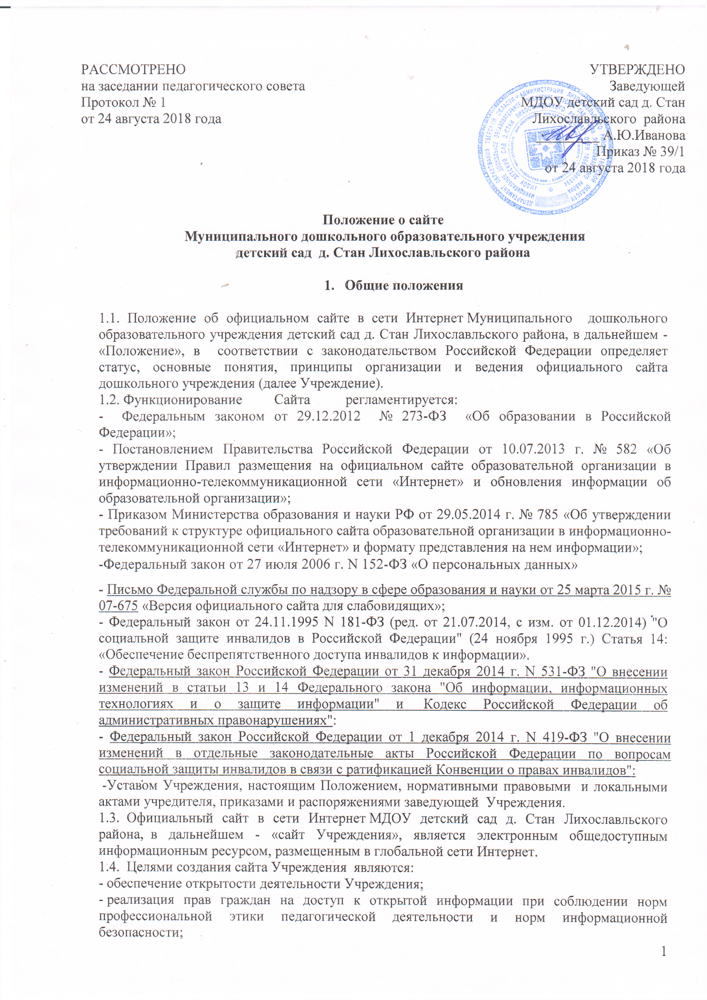 РАССМОТРЕНО
на заседании педагогического совета
Протокол № 1
от 24 августа 2018 года
УТВЕРЖДЕНО
Заведующей
МДОУ детский сад д. Стан
Лихославльского района
_________ А.Ю.Иванова
Приказ № 39/1
от 24 августа 2018 года
Положение о сайте
Муниципального дошкольного образовательного учреждения
детский сад д. Стан Лихославльского района
1. Общие положения
1.1. Положение об официальном сайте в сети Интернет Муниципального дошкольного
образовательного учреждения детский сад д. Стан Лихославльского района, в дальнейшем -
«Положение», в соответствии с законодательством Российской Федерации определяет
статус, основные понятия, принципы организации и ведения официального сайта
дошкольного учреждения (далее Учреждение).
1.2. Функционирование Сайта регламентируется:
- Федеральным законом от 29.12.2012 № 273-ФЗ «Об образовании в Российской
Федерации»;
- Постановлением Правительства Российской Федерации от 10.07.2013 г. № 582 «Об
утверждении Правил размещения на официальном сайте образовательной организации в
информационно-телекоммуникационной сети «Интернет» и обновления информации об
образовательной организации»;
- Приказом Министерства образования и науки РФ от 29.05.2014 г. № 785 «Об утверждении
требований к структуре официального сайта образовательной организации в информационно-
телекоммуникационной сети «Интернет» и формату представления на нем информации»;
-Федеральный закон от 27 июля 2006 г. N 152-ФЗ «О персональных данных»
- Письмо Федеральной службы по надзору в сфере образования и науки от 25 марта 2015 г. №
07-675 «Версия официального сайта для слабовидящих»;
- Федеральный закон от 24.11.1995 N 181-ФЗ (ред. от 21.07.2014, с изм. от 01.12.2014) "О
социальной защите инвалидов в Российской Федерации" (24 ноября 1995 г.) Статья 14:
«Обеспечение беспрепятственного доступа инвалидов к информации».
- Федеральный закон Российской Федерации от 31 декабря 2014 г. N 531-ФЗ "О внесении
изменений в статьи 13 и 14 Федерального закона "Об информации, информационных
технологиях и о защите информации" и Кодекс Российской Федерации об
административных правонарушениях":
- Федеральный закон Российской Федерации от 1 декабря 2014 г. N 419-ФЗ "О внесении
изменений в отдельные законодательные акты Российской Федерации по вопросам
социальной защиты инвалидов в связи с ратификацией Конвенции о правах инвалидов":
-Уставом Учреждения, настоящим Положением, нормативными правовыми и локальными
актами учредителя, приказами и распоряжениями заведующей Учреждения.
1.3. Официальный сайт в сети Интернет МДОУ детский сад д. Стан Лихославльского
района, в дальнейшем - «сайт Учреждения», является электронным общедоступным
информационным ресурсом, размещенным в глобальной сети Интернет.
1.4. Целями создания сайта Учреждения являются:
- обеспечение открытости деятельности Учреждения;
- реализация прав граждан на доступ к открытой информации при соблюдении норм
профессиональной этики педагогической деятельности и норм информационной
безопасности;
1